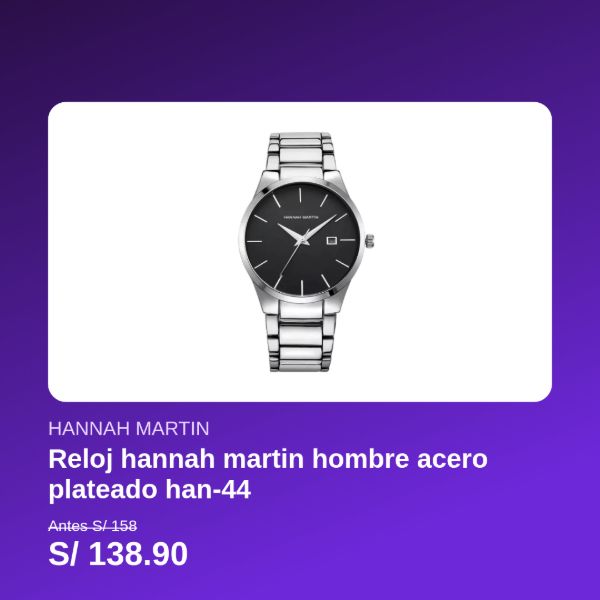 HANNAH MARTIN
HANNAH MARTIN
Reloj hannah martin hombre acero
plateado han-44
Antes S/ 158
S/ 138.90